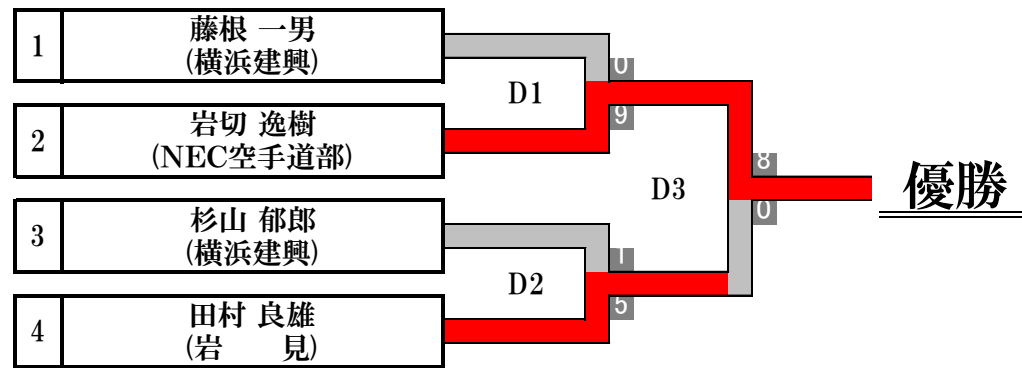 1
藤根 一男
(横浜建興)
0
D1
9
2
岩切 逸樹
(NEC空手道部)
8
D3
優勝
0
3
杉山 郁郎
(横浜建興)
1
D2
5
4
田村 良雄
(岩　　見)